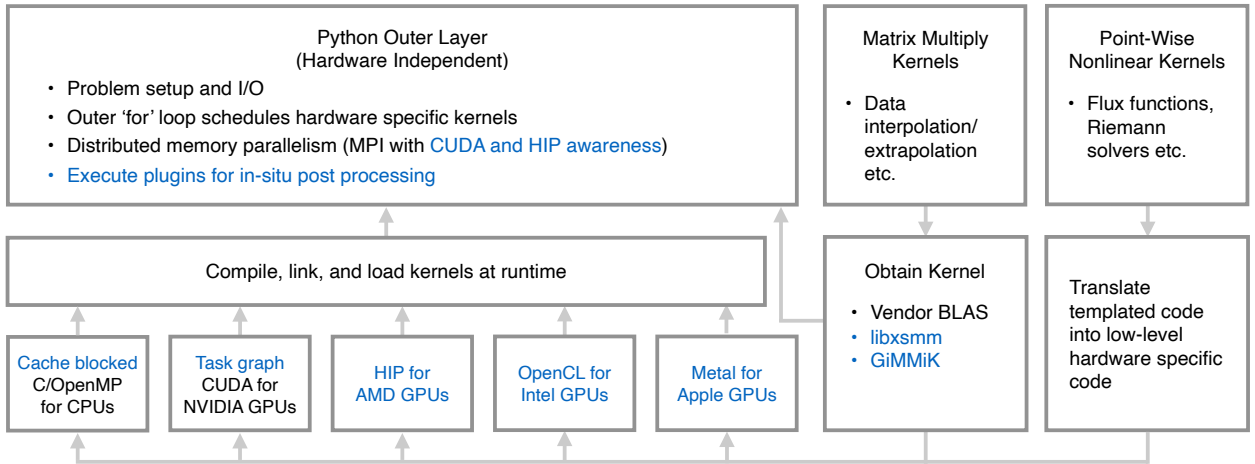 Python Outer Layer
(Hardware Independent)
• Problem setup and I/O
• Outer ‘for’ loop schedules hardware specific kernels
• Distributed memory parallelism (MPI with CUDA and HIP awareness)
• Execute plugins for in-situ post processing
Matrix Multiply
Kernels
• Data
interpolation/
extrapolation
etc.
Point-Wise
Nonlinear Kernels
• Flux functions,
Riemann
solvers etc.
Compile, link, and load kernels at runtime
Obtain Kernel
• Vendor BLAS
• libxsmm
• GiMMiK
Translate
templated code
into low-level
hardware specific
code
Cache blocked
C/OpenMP
for CPUs
Task graph
CUDA for
NVIDIA GPUs
HIP for
AMD GPUs
OpenCL for
Intel GPUs
Metal for
Apple GPUs